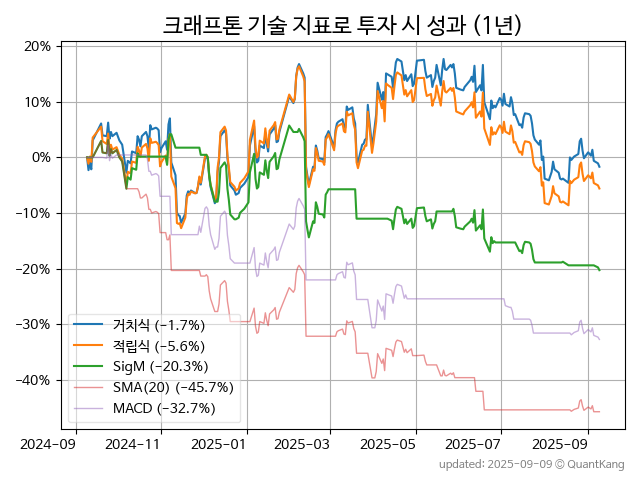 크래프톤 기술 지표로 투자 시 성과 (1년)
20%
10%
0%
−10%
−20%
−30%
−40%
거치식 (−1.7%)
적립식 (−5.6%)
SigM (−20.3%)
SMA(20) (−45.7%)
MACD (−32.7%)
2024-09 2024-11 2025-01 2025-03 2025-05 2025-07 2025-09
updated: 2025-09-09 © QuantKang